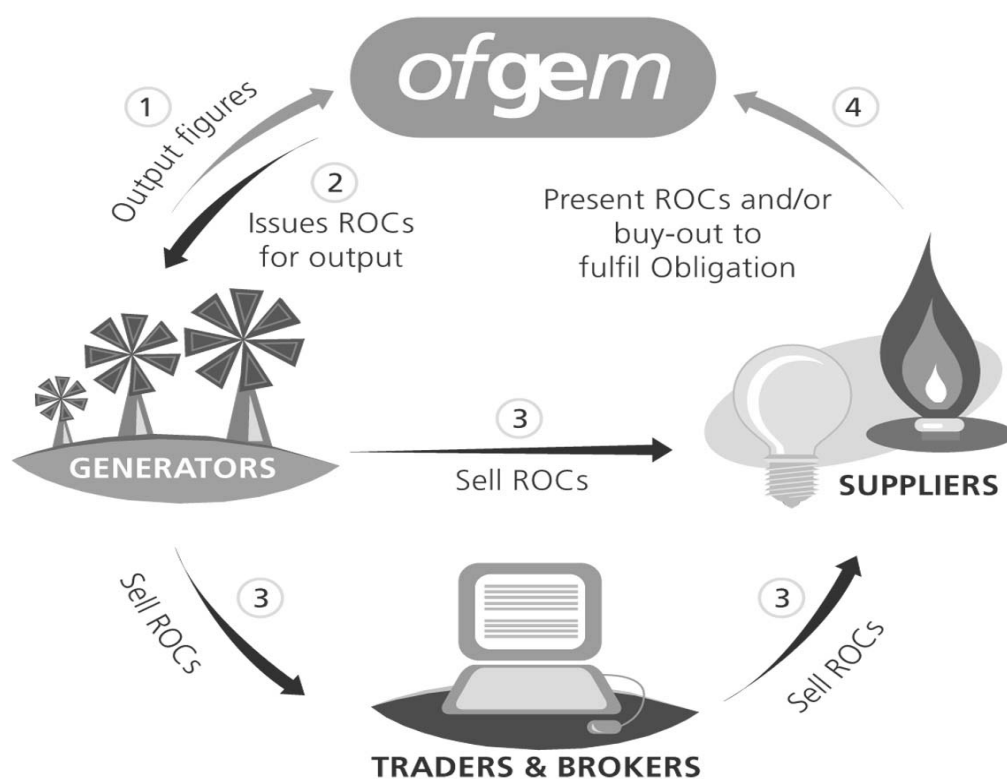 ofgem
1
Output figures
2
Issues ROCs
for output
4
Present ROCs and/or
buy-out to
fulfil Obligation
GENERATORS
3
Sell ROCs
SUPPLIERS
3
Sell ROCs
3
Sell ROCs
TRADERS & BROKERS